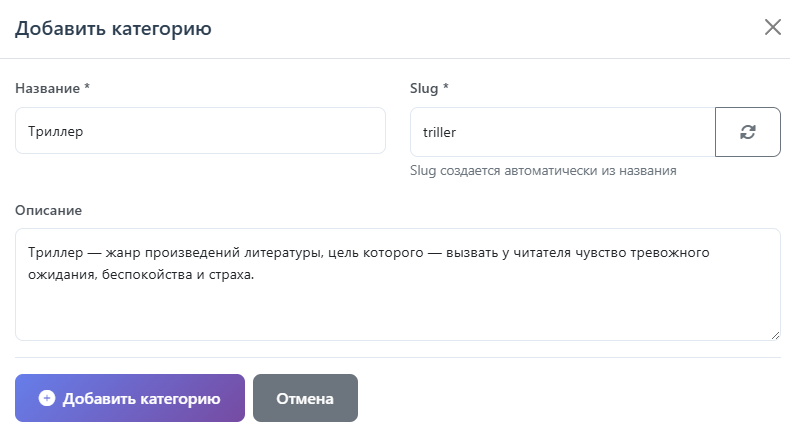 Добавить категорию
Название *
Slug *
Триллер
triller
Slug создается автоматически из названия
Описание
Триллер — жанр произведений литературы, цель которого — вызвать у читателя чувство тревожного
ожидания, беспокойства и страха.
Добавить категорию
Отмена